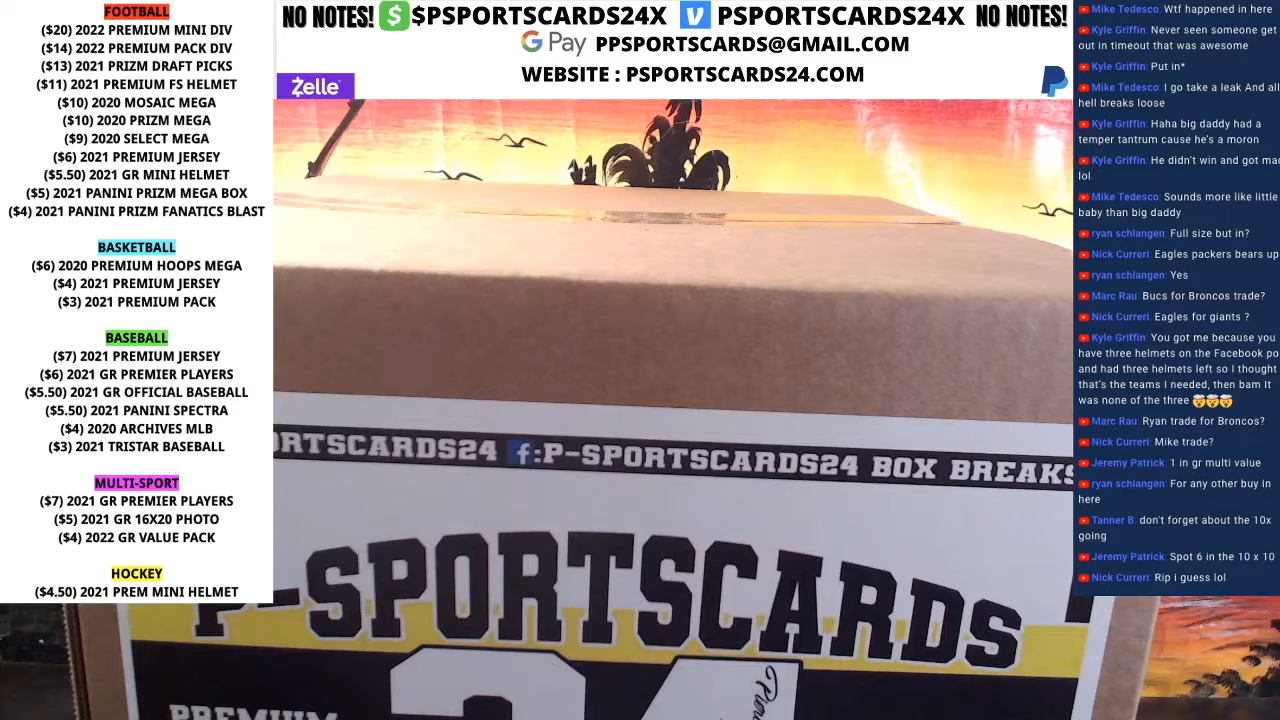 FOOTBALL
($20) 2022 PREMIUM MINI DIV
($14) 2022 PREMIUM PACK DIV
($13) 2021 PRIZM DRAFT PICKS
($11) 2021 PREMIUM FS HELMET
($10) 2020 MOSAIC MEGA
($10) 2020 PRIZM MEGA
($9) 2020 SELECT MEGA
($6) 2021 PREMIUM JERSEY
($5.50) 2021 GR MINI HELMET
($5) 2021 PANINI PRIZM MEGA BOX
($4) 2021 PANINI PRIZM FANATICS BLAST
BASKETBALL
($6) 2020 PREMIUM HOOPS MEGA
($4) 2021 PREMIUM JERSEY
($3) 2021 PREMIUM PACK
BASEBALL
($7) 2021 PREMIUM JERSEY
($6) 2021 GR PREMIER PLAYERS
($5.50) 2021 GR OFFICIAL BASEBALL
($5.50) 2021 PANINI SPECTRA
($4) 2020 ARCHIVES MLB
($3) 2021 TRISTAR BASEBALL
MULTI-SPORT
($7) 2021 GR PREMIER PLAYERS
($5) 2021 GR 16X20 PHOTO
($4) 2022 GR VALUE PACK
HOCKEY
($4.50) 2021 PREM MINI HELMET
NO NOTES! $ $PSPORTSCARDS24X V PSPORTSCARDS24X NO NOTES!
G Pay PPSPORTSCARDS@GMAIL.COM
WEBSITE : PSPORTSCARDS24.COM
Zelle
ORTSCARDS24 f:P-SPORTSCARDS24 BOX BREAKS
P-SPORTSCARDS
24
PREMIUM
Mike Tedesco: Wtf happened in here
Kyle Griffin: Never seen someone get
out in timeout that was awesome
Kyle Griffin: Put in*
Mike Tedesco: I go take a leak And all
hell breaks loose
Kyle Griffin: Haha big daddy had a
temper tantrum cause he's a moron
Kyle Griffin: He didn't win and got ma
lol
Mike Tedesco: Sounds more like little
baby than big daddy
ryan schlangen: Full size but in?
Nick Curreri: Eagles packers bears up
ryan schlangen: Yes
Marc Rau: Bucs for Broncos trade?
Nick Curreri: Eagles for giants ?
Kyle Griffin: You got me because you
have three helmets on the Facebook po
and had three helmets left so I thought
that's the teams I needed, then bam It
was none of the three 🤯🤯🤯
Marc Rau: Ryan trade for Broncos?
Nick Curreri: Mike trade?
Jeremy Patrick: 1 in gr multi value
ryan schlangen: For any other buy in
here
Tanner B: don't forget about the 10x
going
Jeremy Patrick: Spot 6 in the 10 x 10
Nick Curreri: Rip i guess lol